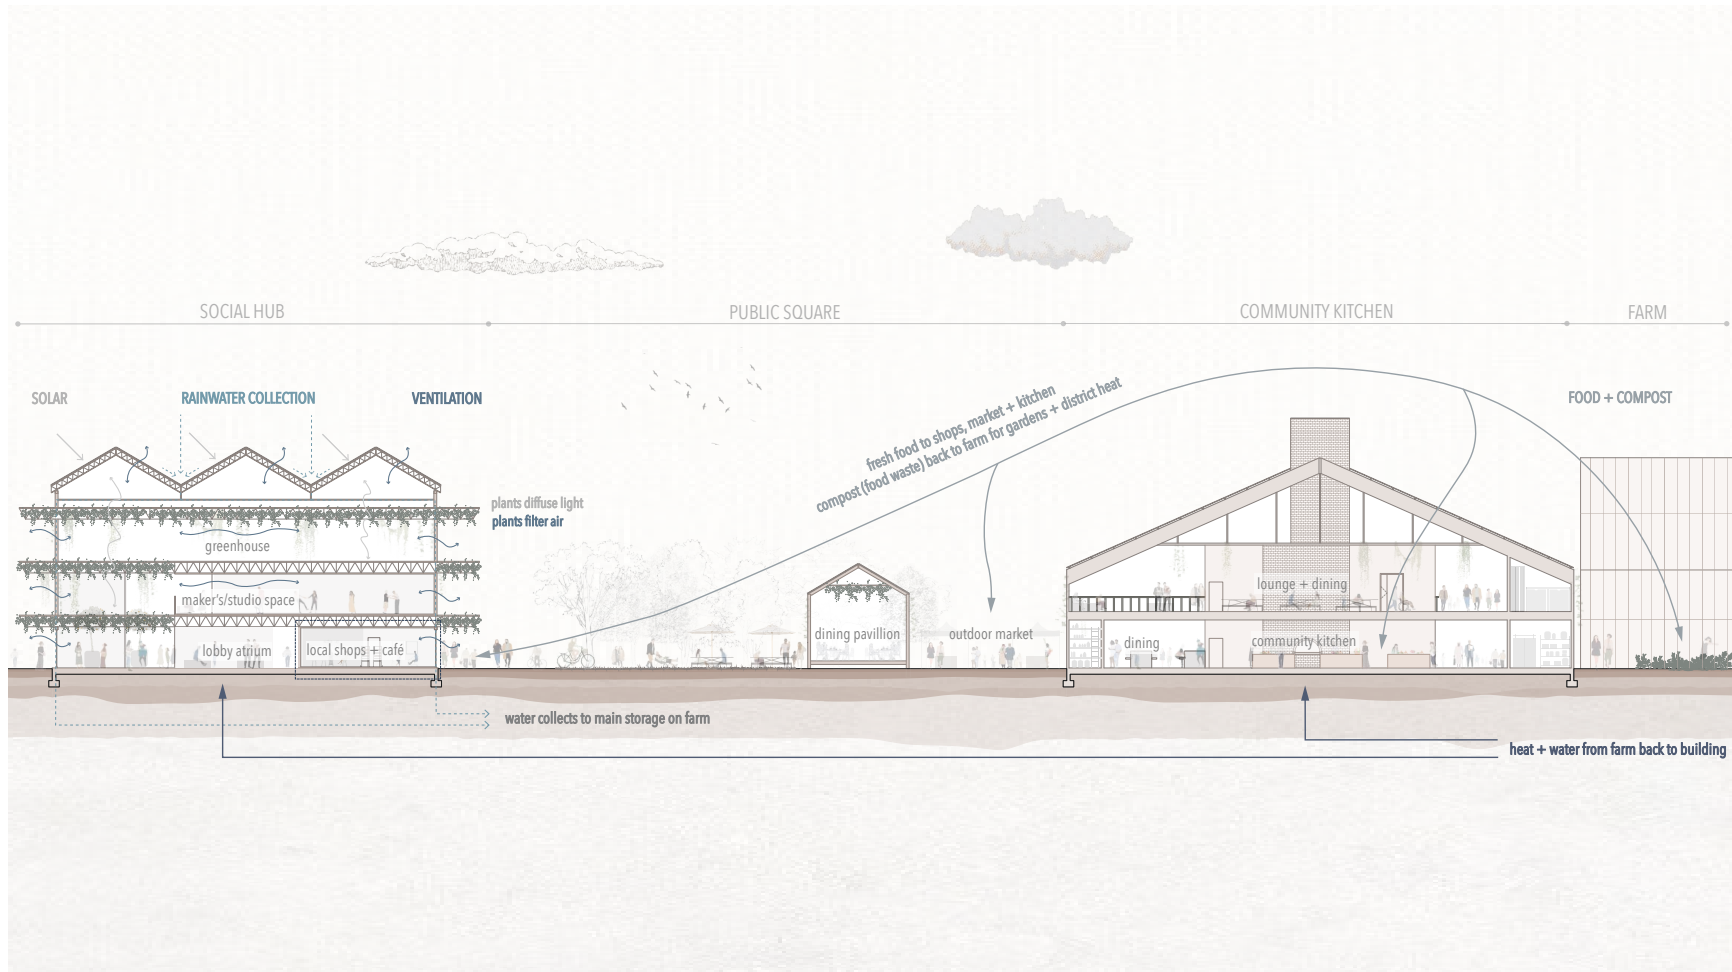 SOCIAL HUB
PUBLIC SQUARE
COMMUNITY KITCHEN
FARM
SOLAR
RAINWATER COLLECTION
VENTILATION
FOOD + COMPOST
fresh food to shops, market + kitchen
compost (food waste) back to farm for gardens + district heat
plants diffuse light
plants filter air
greenhouse
maker's/studio space
lobby atrium
local shops + café
dining pavillion
outdoor market
lounge + dining
dining
community kitchen
water collects to main storage on farm
heat + water from farm back to building